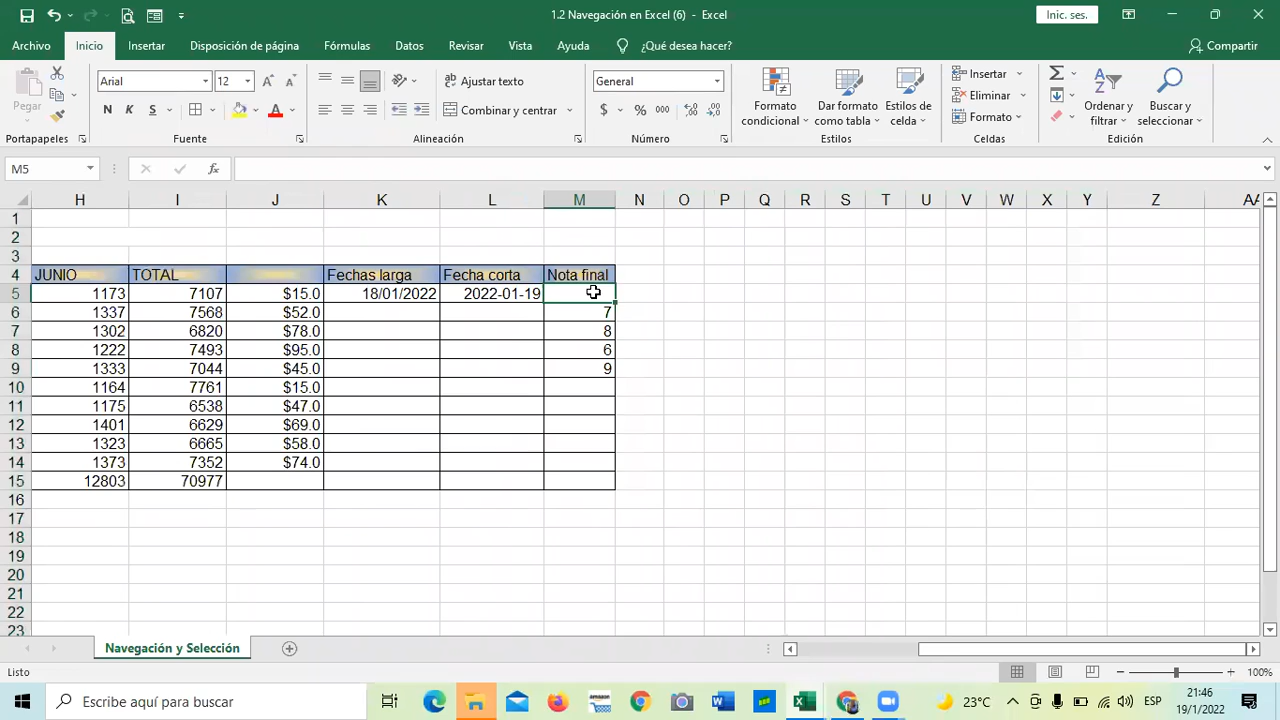 1.2 Navegación en Excel (6) - Excel
Inic. ses.
Archivo Inicio Insertar Disposición de página Fórmulas Datos Revisar Vista Ayuda ¿Qué desea hacer? Compartir
Pegar
Arial 12
Ajustar texto
General
N K S
Combinar y centrar
$ % 000
Formato condicional
Dar formato como tabla
Estilos de celda
Insertar
Eliminar
Formato
Ordenar y filtrar
Buscar y seleccionar
Portapapeles Fuente Alineación Número Estilos Celdas Edición
M5 fx
H I J K L M N O P Q R S T U V W X Y Z AA
1
2
3
4 JUNIO TOTAL Fechas larga Fecha corta Nota final
5 1173 7107 $15.0 18/01/2022 2022-01-19
6 1337 7568 $52.0 7
7 1302 6820 $78.0 8
8 1222 7493 $95.0 6
9 1333 7044 $45.0 9
10 1164 7761 $15.0
11 1175 6538 $47.0
12 1401 6629 $69.0
13 1323 6665 $58.0
14 1373 7352 $74.0
15 12803 70977
16
17
18
19
20
21
22
23
Navegación y Selección
Listo 100%
Escribe aquí para buscar
23°C ESP
21:46
19/1/2022